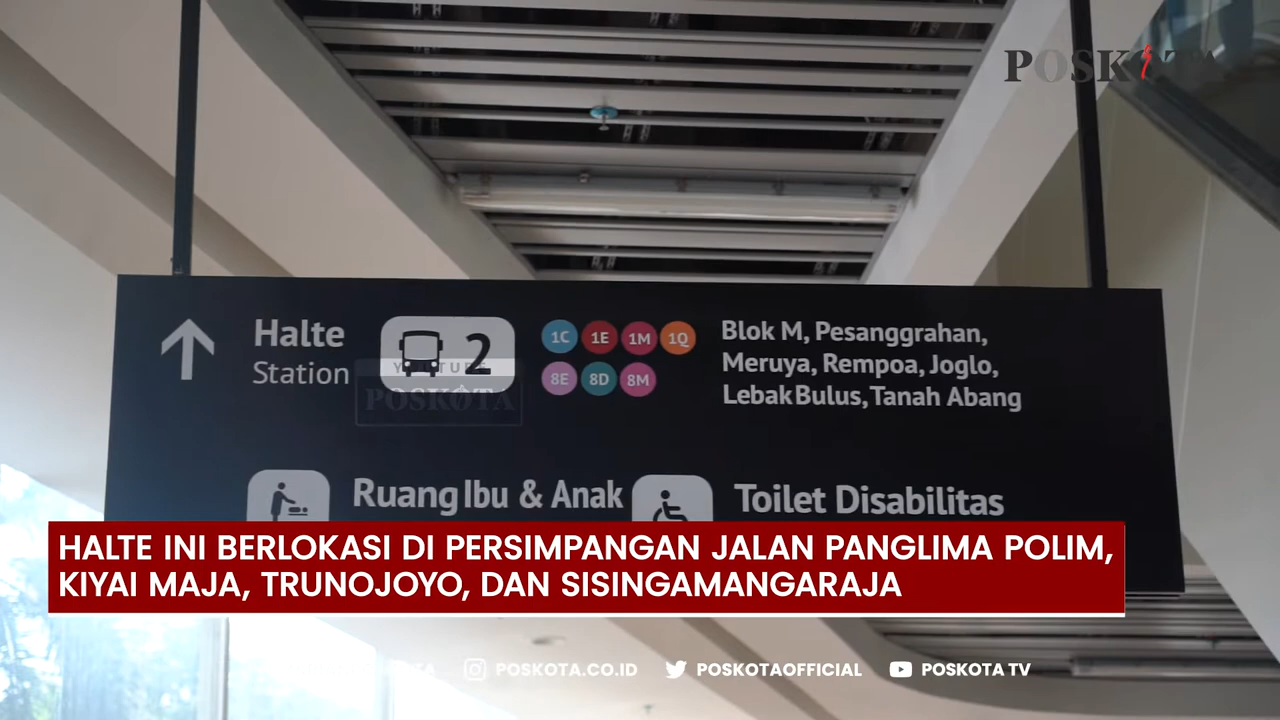 POSKOTA
Halte
Station
2
1C 1E 1M 1Q
8E 8D 8M
Blok M, Pesanggrahan,
Meruya, Rempoa, Joglo,
Lebak Bulus, Tanah Abang
YOUTUBE
POSKOTA
Ruang Ibu & Anak
Toilet Disabilitas
HALTE INI BERLOKASI DI PERSIMPANGAN JALAN PANGLIMA POLIM,
KIYAI MAJA, TRUNOJOYO, DAN SISINGAMANGARAJA
POSKOTA.CO.ID POSKOTAOFFICIAL POSKOTA TV